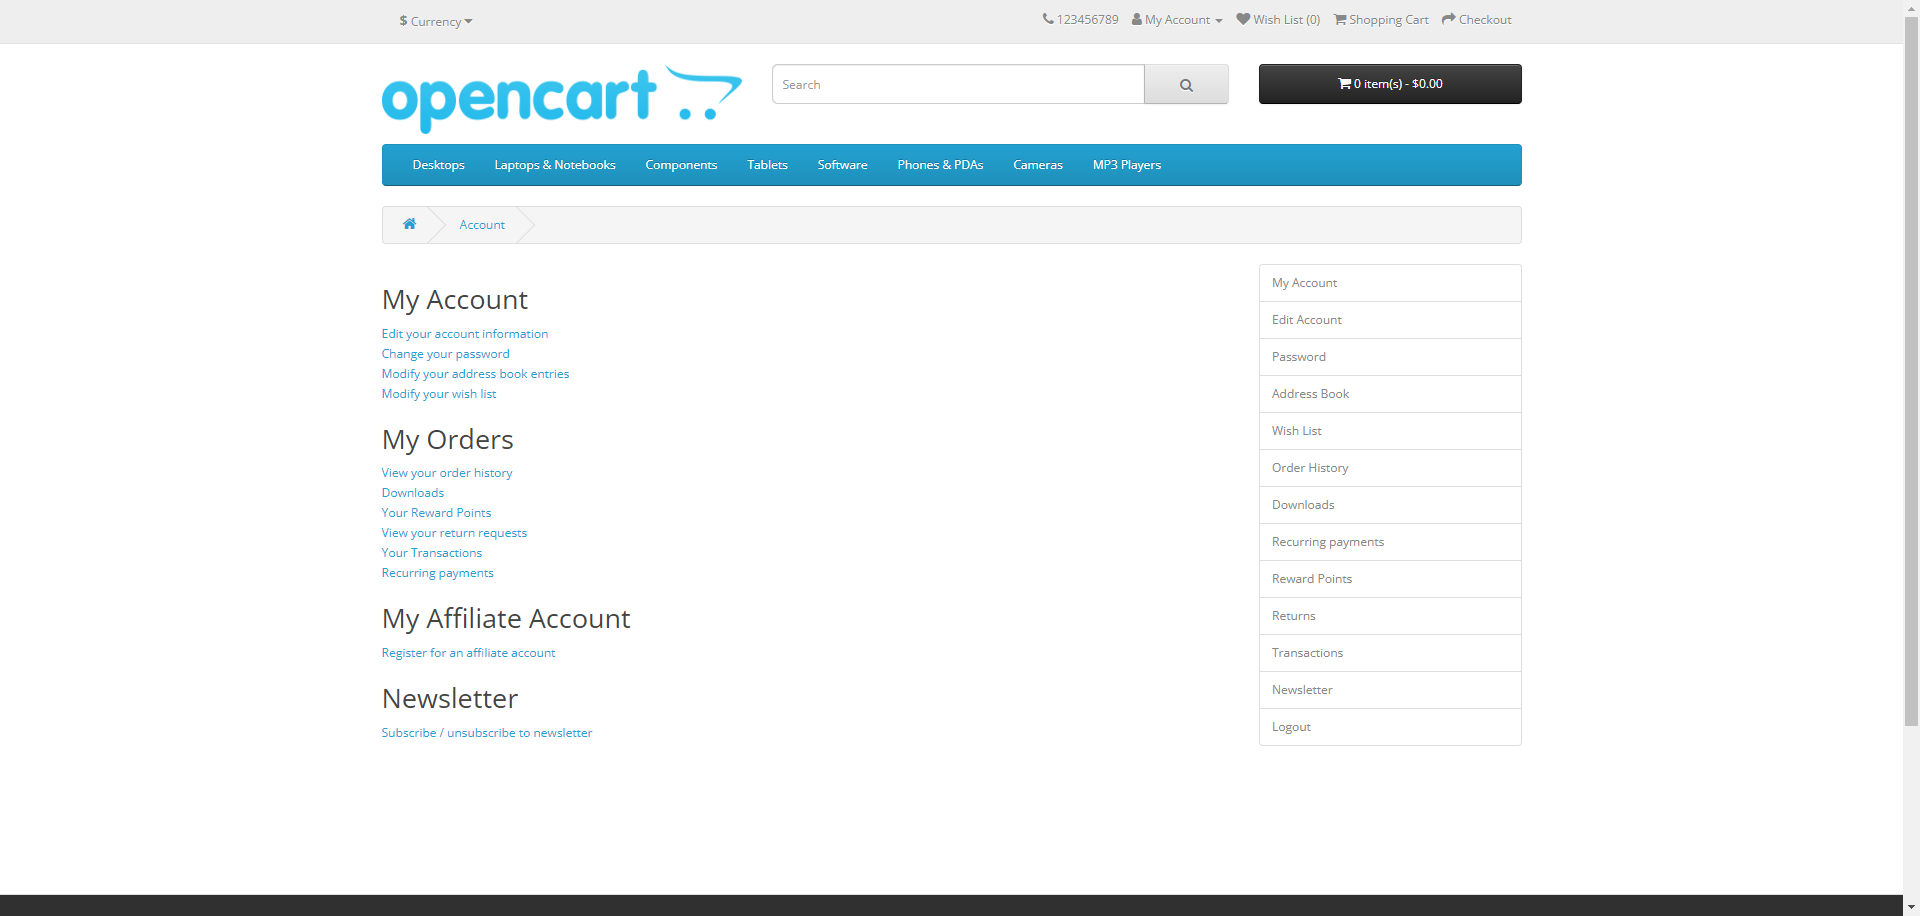 $ Currency
123456789 My Account Wish List (0) Shopping Cart Checkout
opencart
Search
0 item(s) - $0.00
Desktops Laptops & Notebooks Components Tablets Software Phones & PDAs Cameras MP3 Players
Account
My Account
Edit your account information
Change your password
Modify your address book entries
Modify your wish list
My Orders
View your order history
Downloads
Your Reward Points
View your return requests
Your Transactions
Recurring payments
My Affiliate Account
Register for an affiliate account
Newsletter
Subscribe / unsubscribe to newsletter
My Account
Edit Account
Password
Address Book
Wish List
Order History
Downloads
Recurring payments
Reward Points
Returns
Transactions
Newsletter
Logout